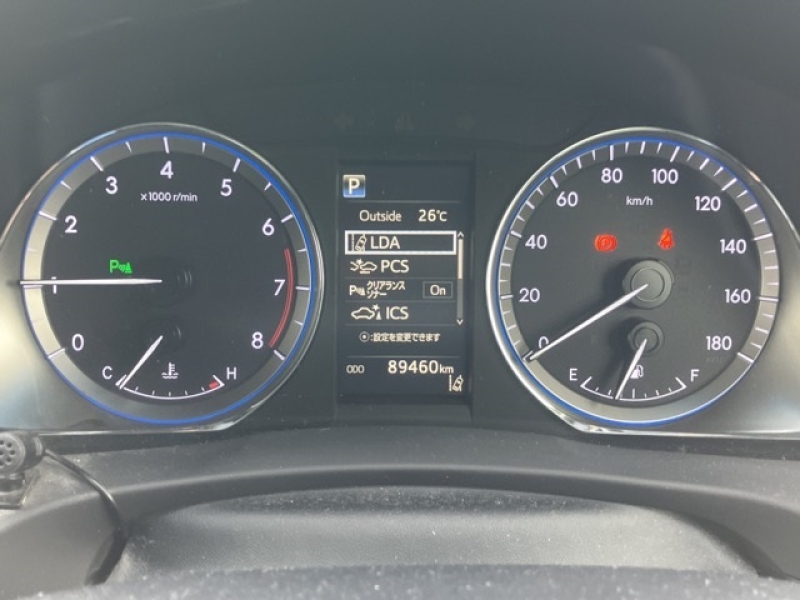 0
1
2
3
4
5
6
7
8
x1000 r/min
P
C
H
P
Outside 26℃
LDA
PCS
P クリアランス
ソナー On
ICS
:設定を変更できます
ODO 89460km
0
20
40
60
80
100
120
140
160
180
km/h
E
F